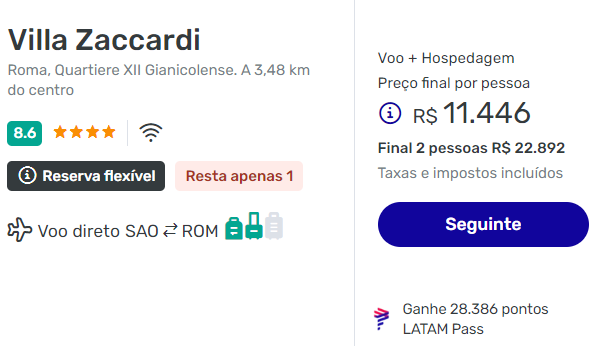 Villa Zaccardi
Roma, Quartiere XII Gianicolense. A 3,48 km
do centro
8.6
Reserva flexível
Resta apenas 1
Voo direto SAO ⇄ ROM
Voo + Hospedagem
Preço final por pessoa
R$ 11.446
Final 2 pessoas R$ 22.892
Taxas e impostos incluídos
Seguinte
Ganhe 28.386 pontos
LATAM Pass